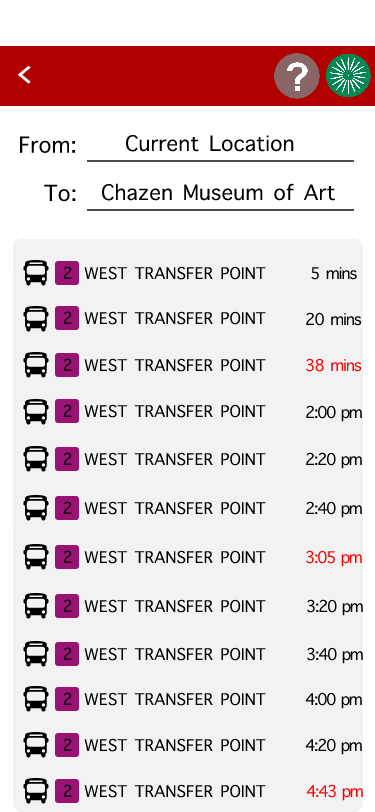 ?
From: Current Location
To: Chazen Museum of Art
2 WEST TRANSFER POINT 5 mins
2 WEST TRANSFER POINT 20 mins
2 WEST TRANSFER POINT 38 mins
2 WEST TRANSFER POINT 2:00 pm
2 WEST TRANSFER POINT 2:20 pm
2 WEST TRANSFER POINT 2:40 pm
2 WEST TRANSFER POINT 3:05 pm
2 WEST TRANSFER POINT 3:20 pm
2 WEST TRANSFER POINT 3:40 pm
2 WEST TRANSFER POINT 4:00 pm
2 WEST TRANSFER POINT 4:20 pm
2 WEST TRANSFER POINT 4:43 pm